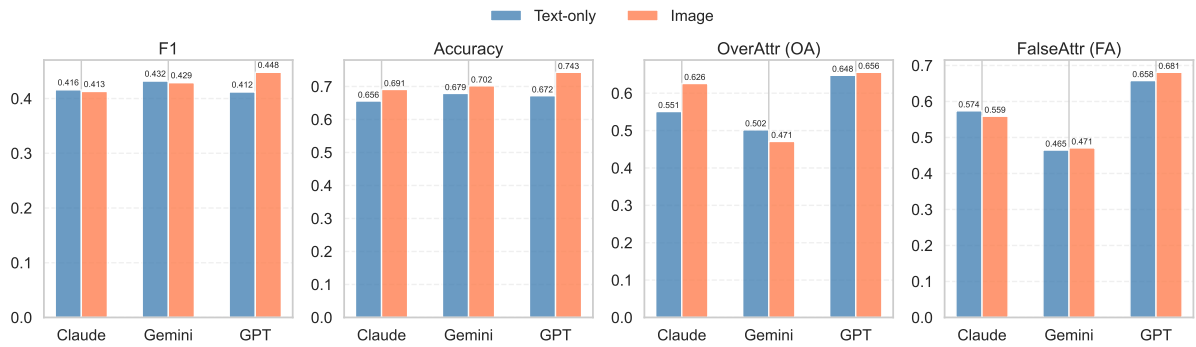 Text-only Image
F1
0.416 0.413 0.432 0.429 0.412 0.448
0.4
0.3
0.2
0.1
0.0
Claude Gemini GPT
Accuracy
0.656 0.691 0.679 0.702 0.672 0.743
0.7
0.6
0.5
0.4
0.3
0.2
0.1
0.0
Claude Gemini GPT
OverAttr (OA)
0.551 0.626 0.502 0.471 0.648 0.656
0.6
0.5
0.4
0.3
0.2
0.1
0.0
Claude Gemini GPT
FalseAttr (FA)
0.574 0.559 0.465 0.471 0.658 0.681
0.7
0.6
0.5
0.4
0.3
0.2
0.1
0.0
Claude Gemini GPT